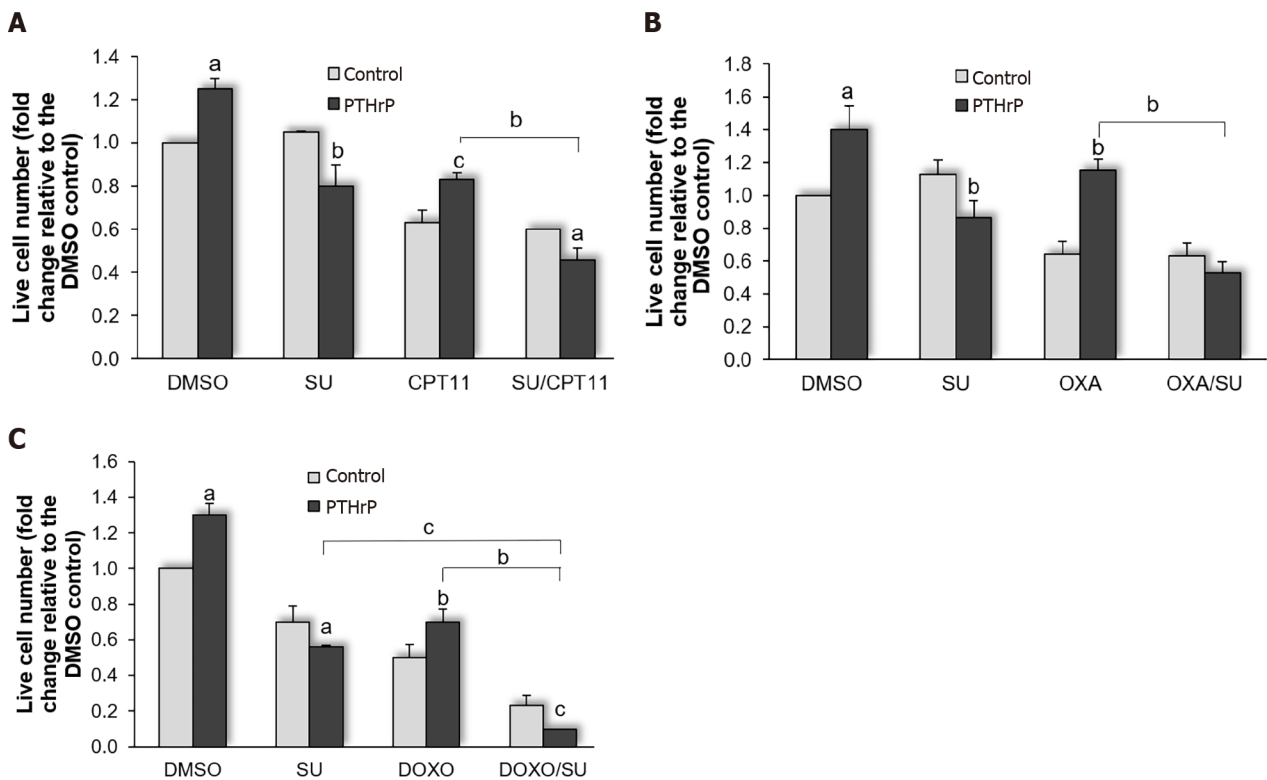 A
Live cell number (fold
change relative to the
DMSO control)
1.4
1.2
1.0
0.8
0.6
0.4
0.2
0.0
Control
PTHrP
a
b
c
b
a
DMSO SU CPT11 SU/CPT11
B
Live cell number (fold
change relative to the
DMSO control)
1.8
1.6
1.4
1.2
1.0
0.8
0.6
0.4
0.2
0.0
Control
PTHrP
a
b
b
b
DMSO SU OXA OXA/SU
C
Live cell number (fold
change relative to the
DMSO control)
1.6
1.4
1.2
1.0
0.8
0.6
0.4
0.2
0.0
Control
PTHrP
a
c
b
a
b
c
DMSO SU DOXO DOXO/SU